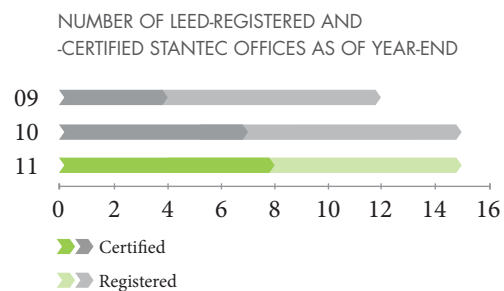 NUMBER OF LEED-REGISTERED AND
-CERTIFIED STANTEC OFFICES AS OF YEAR-END
09
10
11
0 2 4 6 8 10 12 14 16
Certified
Registered